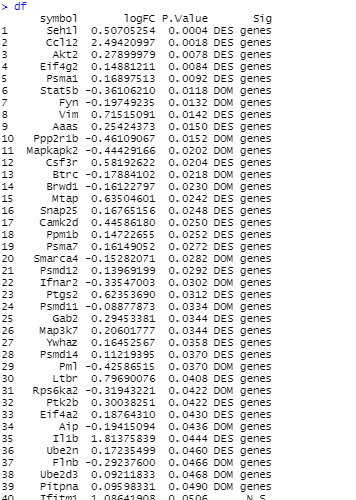 > df
symbol logFC P.Value Sig
1 Seh1l 0.50705254 0.0004 DES genes
2 Ccl12 2.49420997 0.0018 DES genes
3 Akt2 0.27899979 0.0078 DES genes
4 Eif4g2 0.14881211 0.0084 DES genes
5 Psma1 0.16897513 0.0092 DES genes
6 Stat5b -0.36106210 0.0118 DOM genes
7 Fyn -0.19749235 0.0132 DOM genes
8 Vim 0.71515091 0.0142 DES genes
9 Aaas 0.25424373 0.0150 DES genes
10 Ppp2r1b -0.46109067 0.0152 DOM genes
11 Mapkapk2 -0.44429166 0.0202 DOM genes
12 Csf3r 0.58192622 0.0204 DES genes
13 Btrc -0.17884102 0.0218 DOM genes
14 Brwd1 -0.16122797 0.0230 DOM genes
15 Mtap 0.63504601 0.0242 DES genes
16 Snap25 0.16765156 0.0248 DES genes
17 Camk2d 0.44586180 0.0250 DES genes
18 Ppm1b 0.14722655 0.0252 DES genes
19 Psma7 0.16149052 0.0272 DES genes
20 Smarca4 -0.15282071 0.0282 DOM genes
21 Psmd12 0.13969199 0.0292 DES genes
22 Ifnar2 -0.33547003 0.0302 DOM genes
23 Ptgs2 0.62353690 0.0312 DES genes
24 Psmd11 -0.08877873 0.0334 DOM genes
25 Gab2 0.29453381 0.0344 DES genes
26 Map3k7 0.20601777 0.0344 DES genes
27 Ywhaz 0.16452567 0.0358 DES genes
28 Psmd14 0.11219395 0.0370 DES genes
29 Pml -0.42586515 0.0370 DOM genes
30 Ltbr 0.79690076 0.0408 DES genes
31 Rps6ka2 -0.31943221 0.0422 DOM genes
32 Ptk2b 0.30038251 0.0422 DES genes
33 Eif4a2 0.18764310 0.0430 DES genes
34 Aip -0.19415094 0.0436 DOM genes
35 Il1b 1.81375839 0.0444 DES genes
36 Ube2n 0.17235499 0.0460 DES genes
37 Flnb -0.29237600 0.0466 DOM genes
38 Ube2d3 0.09211833 0.0468 DES genes
39 Pitpna 0.09598331 0.0490 DES genes
40 Ifitm1 1.08641908 0.0506 N.S.